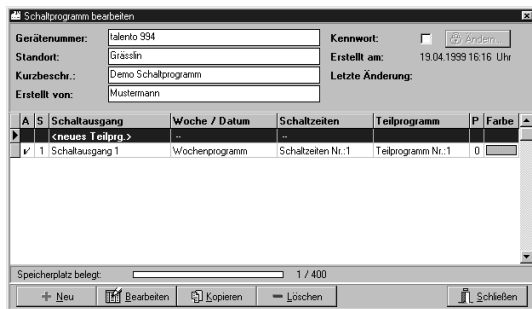 Schaltprogramm bearbeiten
Gerätenummer: talento 994 Kennwort: Ändern...
Standort: Grässlin Erstellt am: 19.04.1999 16:16 Uhr
Kurzbeschr.: Demo Schaltprogramm Letzte Änderung:
Erstellt von: Mustermann
A S Schaltausgang Woche / Datum Schaltzeiten Teilprogramm P Farbe
<neues Teilprg.> -- --
1 Schaltausgang 1 Wochenprogramm Schaltzeiten Nr.:1 Teilprogramm Nr.:1 0
Speicherplatz belegt: 1 / 400
Neu Bearbeiten Kopieren Löschen Schließen